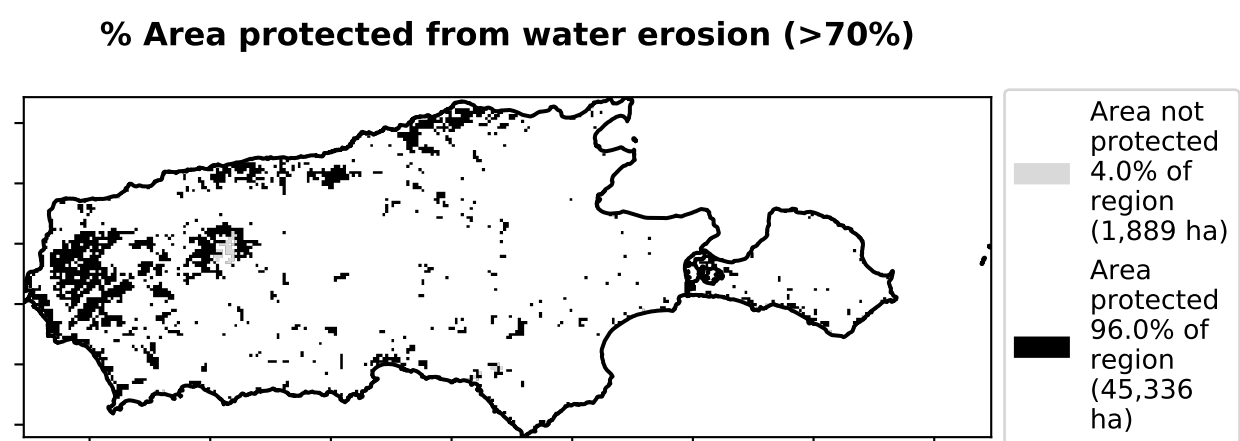 % Area protected from water erosion (>70%)
Area not
protected
4.0% of
region
(1,889 ha)
Area
protected
96.0% of
region
(45,336
ha)